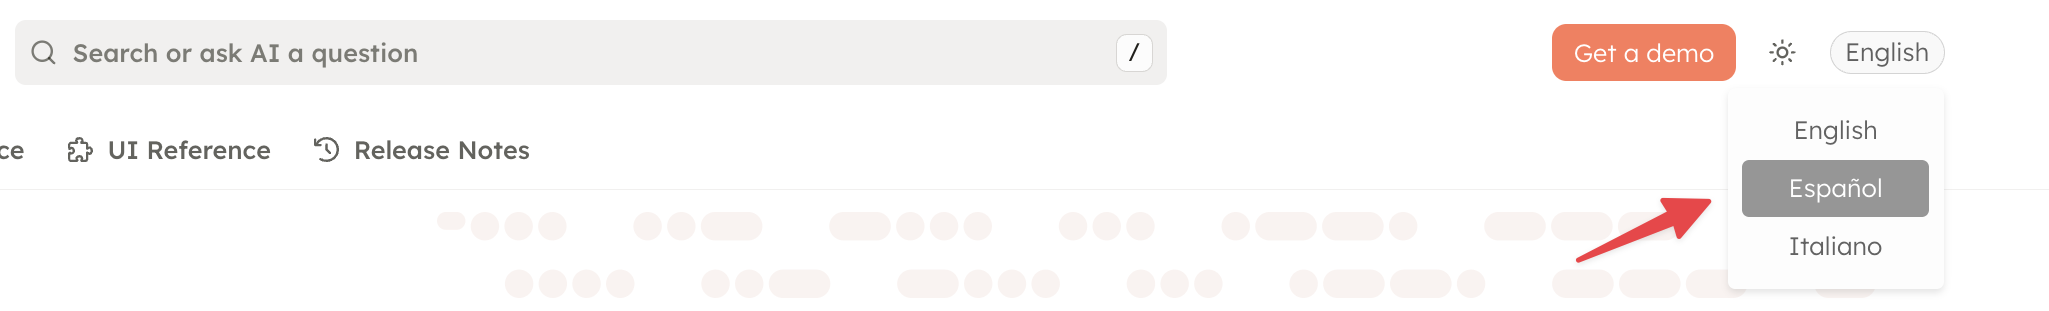 Search or ask AI a question /
Get a demo
English
ce
UI Reference
Release Notes
English
Español
Italiano